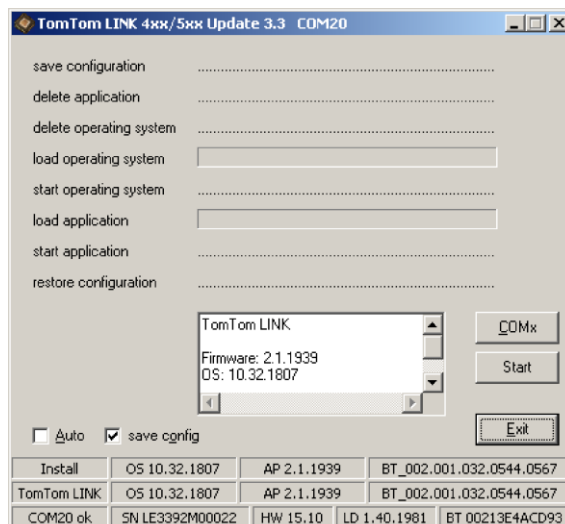 TomTom LINK 4xx/5xx Update 3.3 COM20
save configuration
delete application
delete operating system
load operating system
start operating system
load application
start application
restore configuration
TomTom LINK
Firmware: 2.1.1939
OS: 10.32.1807
COMx
Start
Exit
Auto save config
Install OS 10.32.1807 AP 2.1.1939 BT_002.001.032.0544.0567
TomTom LINK OS 10.32.1807 AP 2.1.1939 BT_002.001.032.0544.0567
COM20 ok SN LE3392M00022 HW 15.10 LD 1.40.1981 BT 00213E4ACD93